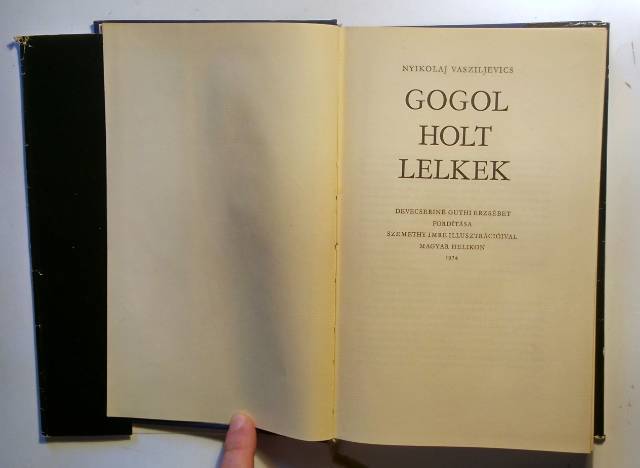 NYIKOLAJ VASZILJEVICS
GOGOL
HOLT
LELKEK
DEVECSERINÉ GUTHI ERZSÉBET
FORDÍTÁSA
SZEMETHY IMRE ILLUSZTRÁCIÓIVAL
MAGYAR HELIKON
1974